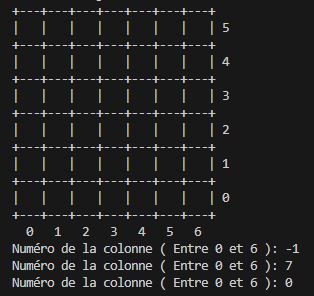 +---+---+---+---+---+---+---+
|   |   |   |   |   |   |   | 5
+---+---+---+---+---+---+---+
|   |   |   |   |   |   |   | 4
+---+---+---+---+---+---+---+
|   |   |   |   |   |   |   | 3
+---+---+---+---+---+---+---+
|   |   |   |   |   |   |   | 2
+---+---+---+---+---+---+---+
|   |   |   |   |   |   |   | 1
+---+---+---+---+---+---+---+
|   |   |   |   |   |   |   | 0
+---+---+---+---+---+---+---+
  0   1   2   3   4   5   6
Numéro de la colonne ( Entre 0 et 6 ): -1
Numéro de la colonne ( Entre 0 et 6 ): 7
Numéro de la colonne ( Entre 0 et 6 ): 0